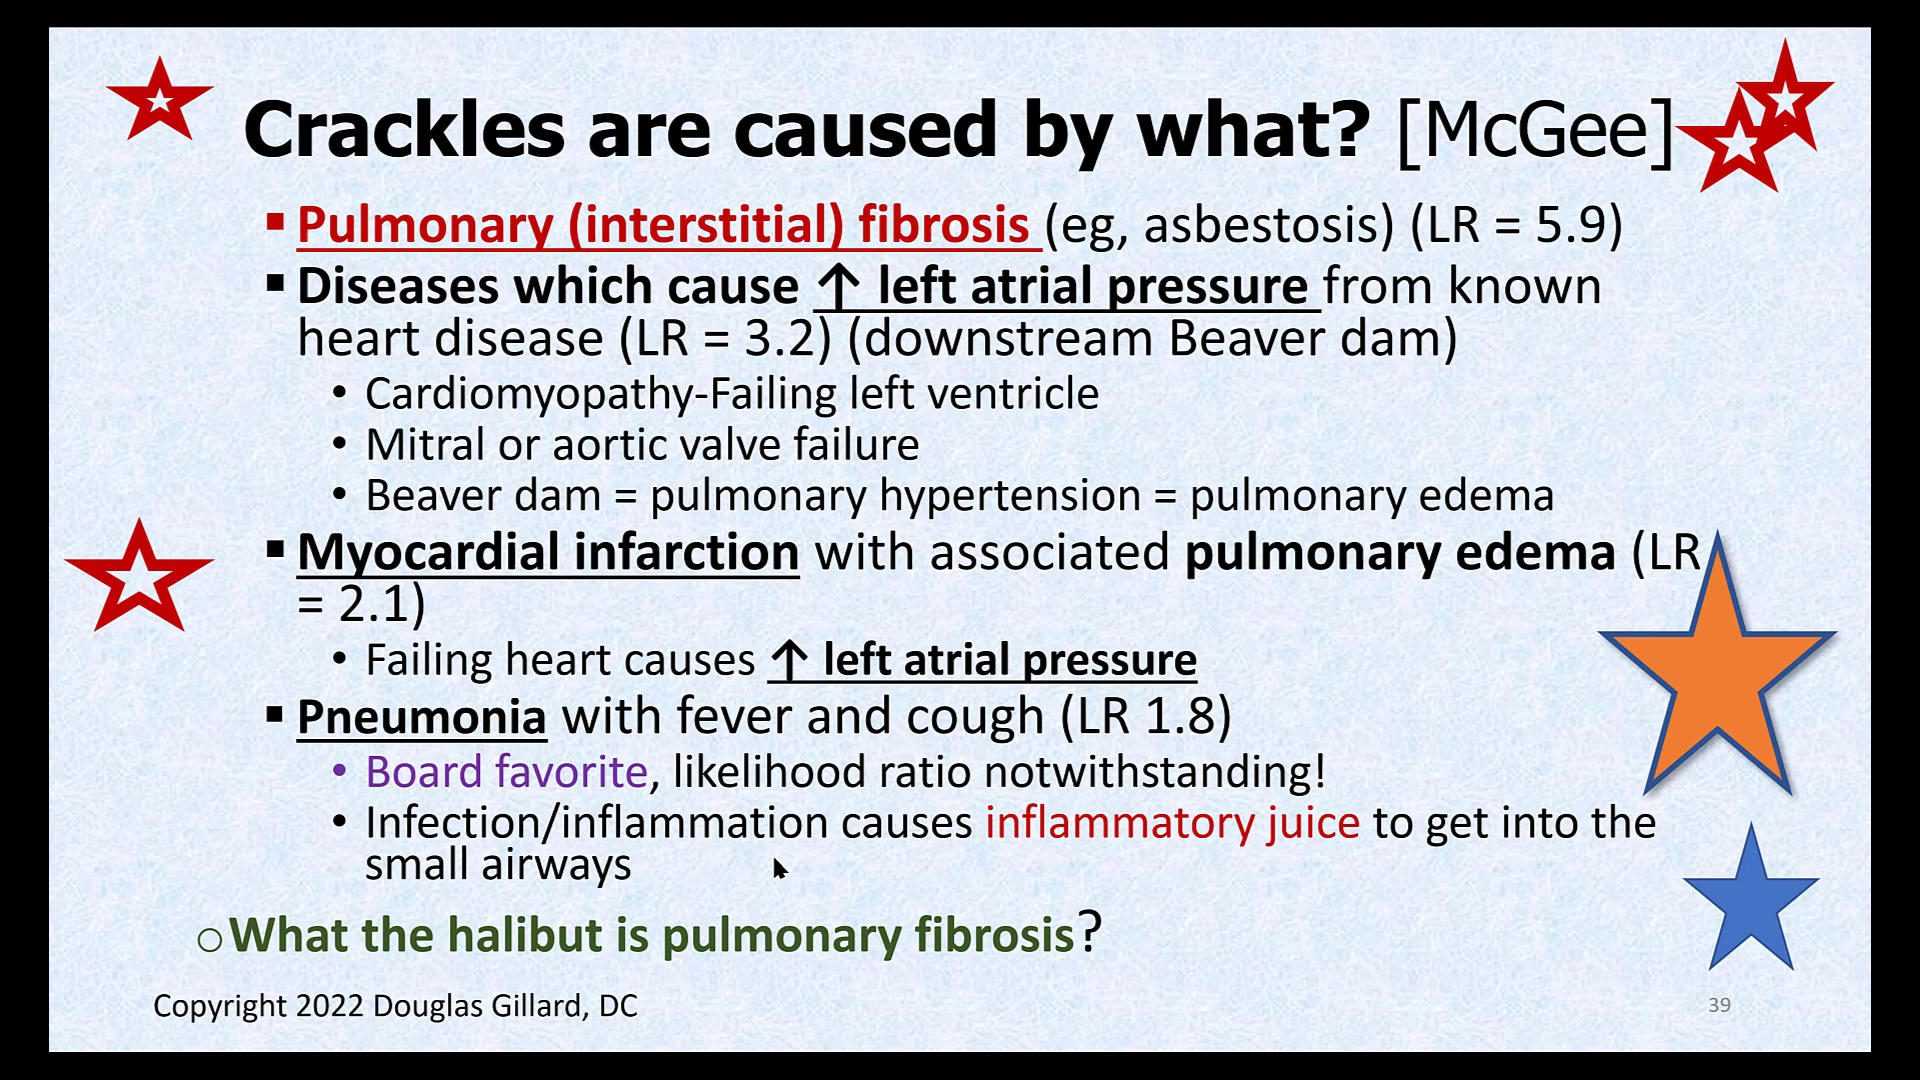 Crackles are caused by what? [McGee]
▪ Pulmonary (interstitial) fibrosis (eg, asbestosis) (LR = 5.9)
▪ Diseases which cause ↑ left atrial pressure from known
heart disease (LR = 3.2) (downstream Beaver dam)
• Cardiomyopathy-Failing left ventricle
• Mitral or aortic valve failure
• Beaver dam = pulmonary hypertension = pulmonary edema
▪ Myocardial infarction with associated pulmonary edema (LR
= 2.1)
• Failing heart causes ↑ left atrial pressure
▪ Pneumonia with fever and cough (LR 1.8)
• Board favorite, likelihood ratio notwithstanding!
• Infection/inflammation causes inflammatory juice to get into the
small airways
○ What the halibut is pulmonary fibrosis?
Copyright 2022 Douglas Gillard, DC
39